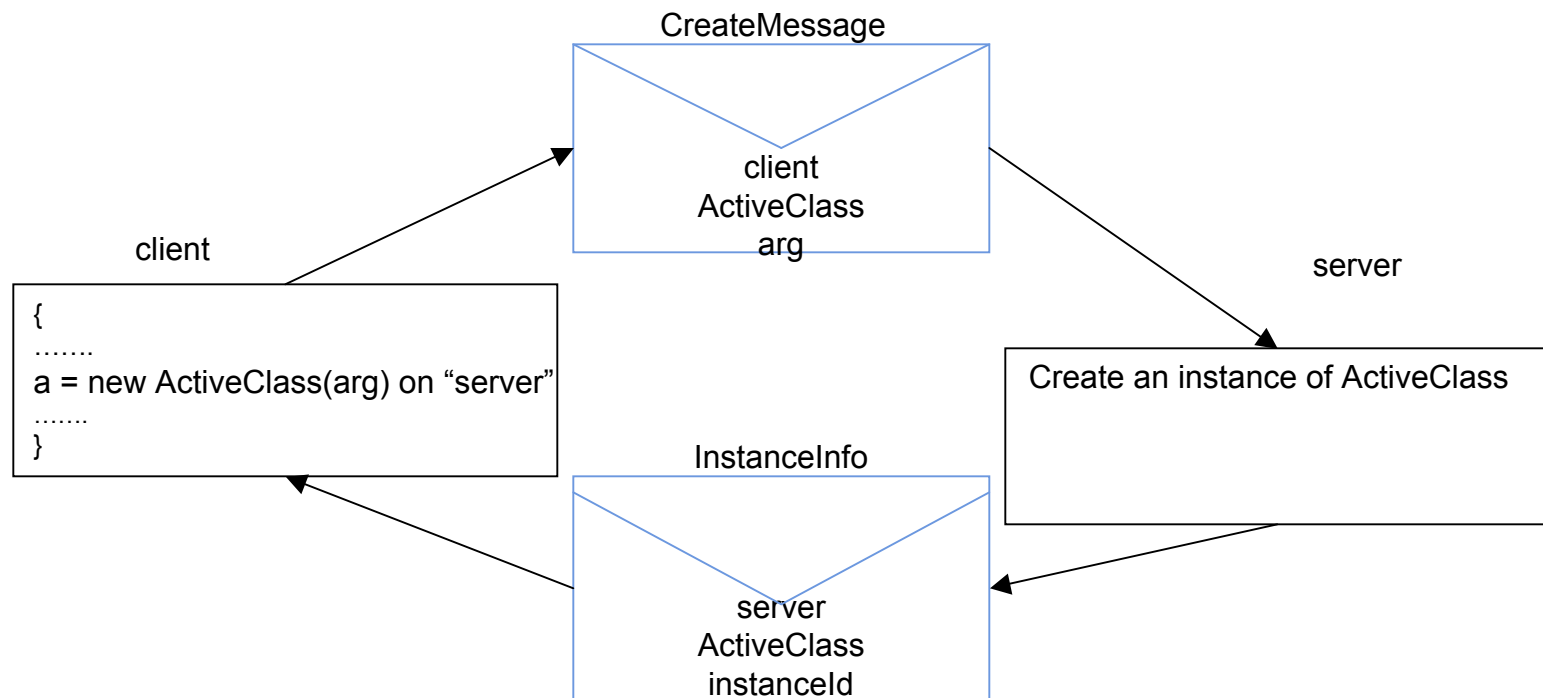 CreateMessage
client
ActiveClass
arg
client
server
{
…….
a = new ActiveClass(arg) on “server”
…….
}
Create an instance of ActiveClass
InstanceInfo
server
ActiveClass
instanceId